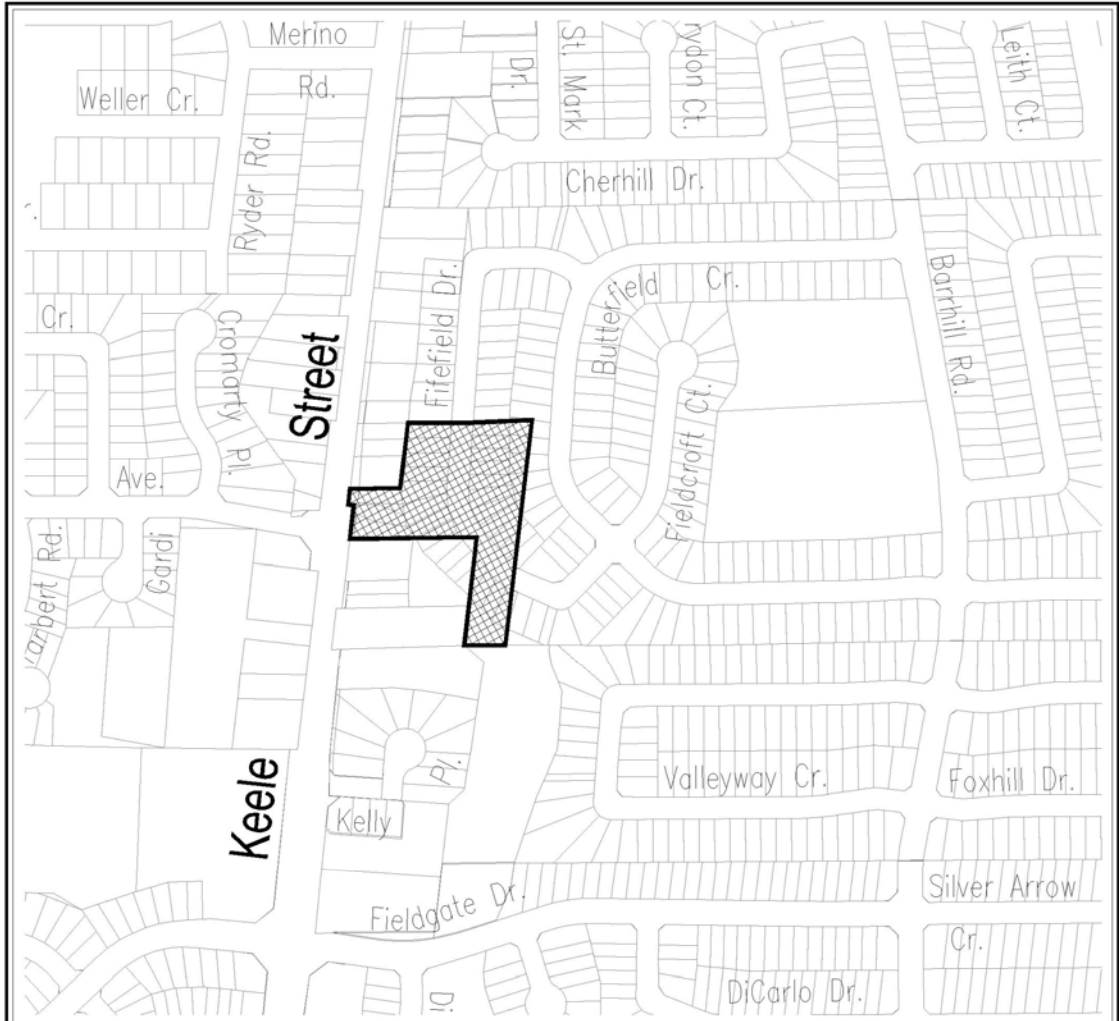 Merino
Rd.
Weller Cr.
Ryder Rd.
Dr.
St. Mark
Leith Ct.
Cherhill Dr.
Fifefield Dr.
Butterfield Cr.
Barrhill Rd.
Cr.
Cromarty Pl.
Street
Fieldcroft Ct.
Ave.
Gardi
Rd.
Keele
Pl.
Kelly
Valleyway Cr.
Foxhill Dr.
Fieldgate Dr.
Silver Arrow
Cr.
DiCarlo Dr.
Di